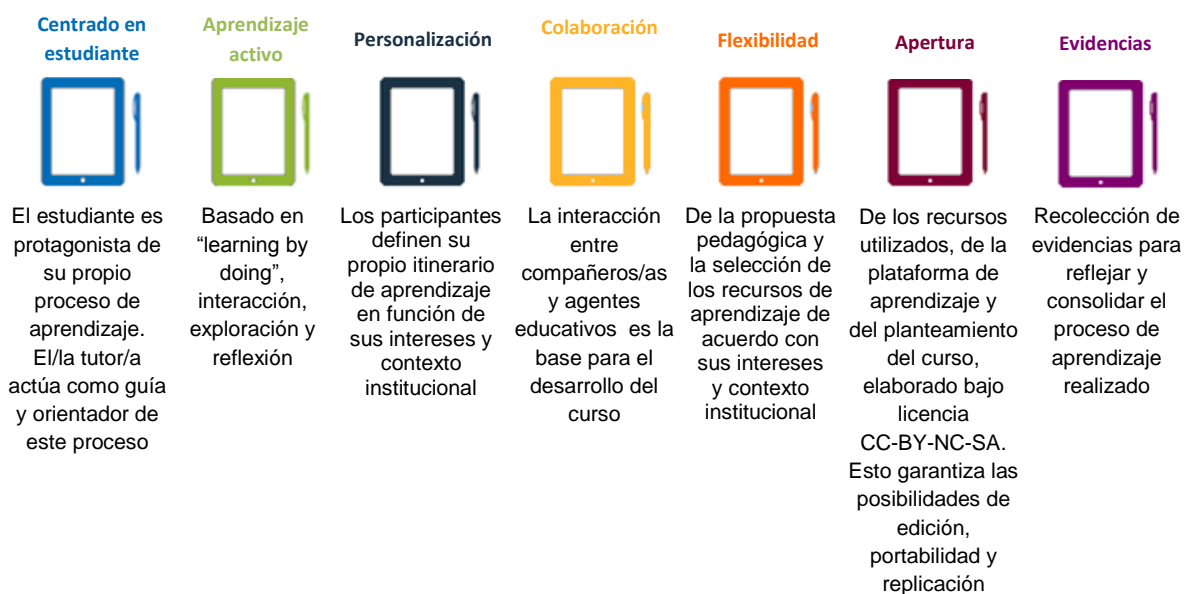 Centrado en
estudiante
El estudiante es
protagonista de
su propio
proceso de
aprendizaje.
El/la tutor/a
actúa como guía
y orientador de
este proceso
Aprendizaje
activo
Basado en
“learning by
doing”,
interacción,
exploración y
reflexión
Personalización
Los participantes
definen su
propio itinerario
de aprendizaje
en función de
sus intereses y
contexto
institucional
Colaboración
La interacción
entre
compañeros/as
y agentes
educativos es la
base para el
desarrollo del
curso
Flexibilidad
De la propuesta
pedagógica y
la selección de
los recursos de
aprendizaje de
acuerdo con
sus intereses
y contexto
institucional
Apertura
De los recursos
utilizados, de la
plataforma de
aprendizaje y
del planteamiento
del curso,
elaborado bajo
licencia
CC-BY-NC-SA.
Esto garantiza las
posibilidades de
edición,
portabilidad y
replicación
Evidencias
Recolección de
evidencias para
reflejar y
consolidar el
proceso de
aprendizaje
realizado